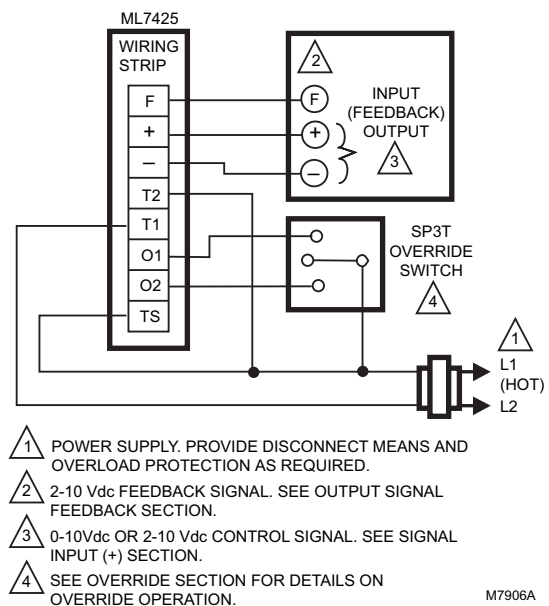 ML7425
WIRING
STRIP
F
+
–
T2
T1
O1
O2
TS
2
F
+
–
INPUT
(FEEDBACK)
OUTPUT
3
SP3T
OVERRIDE
SWITCH
4
1
L1
(HOT)
L2
1 POWER SUPPLY. PROVIDE DISCONNECT MEANS AND
OVERLOAD PROTECTION AS REQUIRED.
2 2-10 Vdc FEEDBACK SIGNAL. SEE OUTPUT SIGNAL
FEEDBACK SECTION.
3 0-10Vdc OR 2-10 Vdc CONTROL SIGNAL. SEE SIGNAL
INPUT (+) SECTION.
4 SEE OVERRIDE SECTION FOR DETAILS ON
OVERRIDE OPERATION.
M7906A